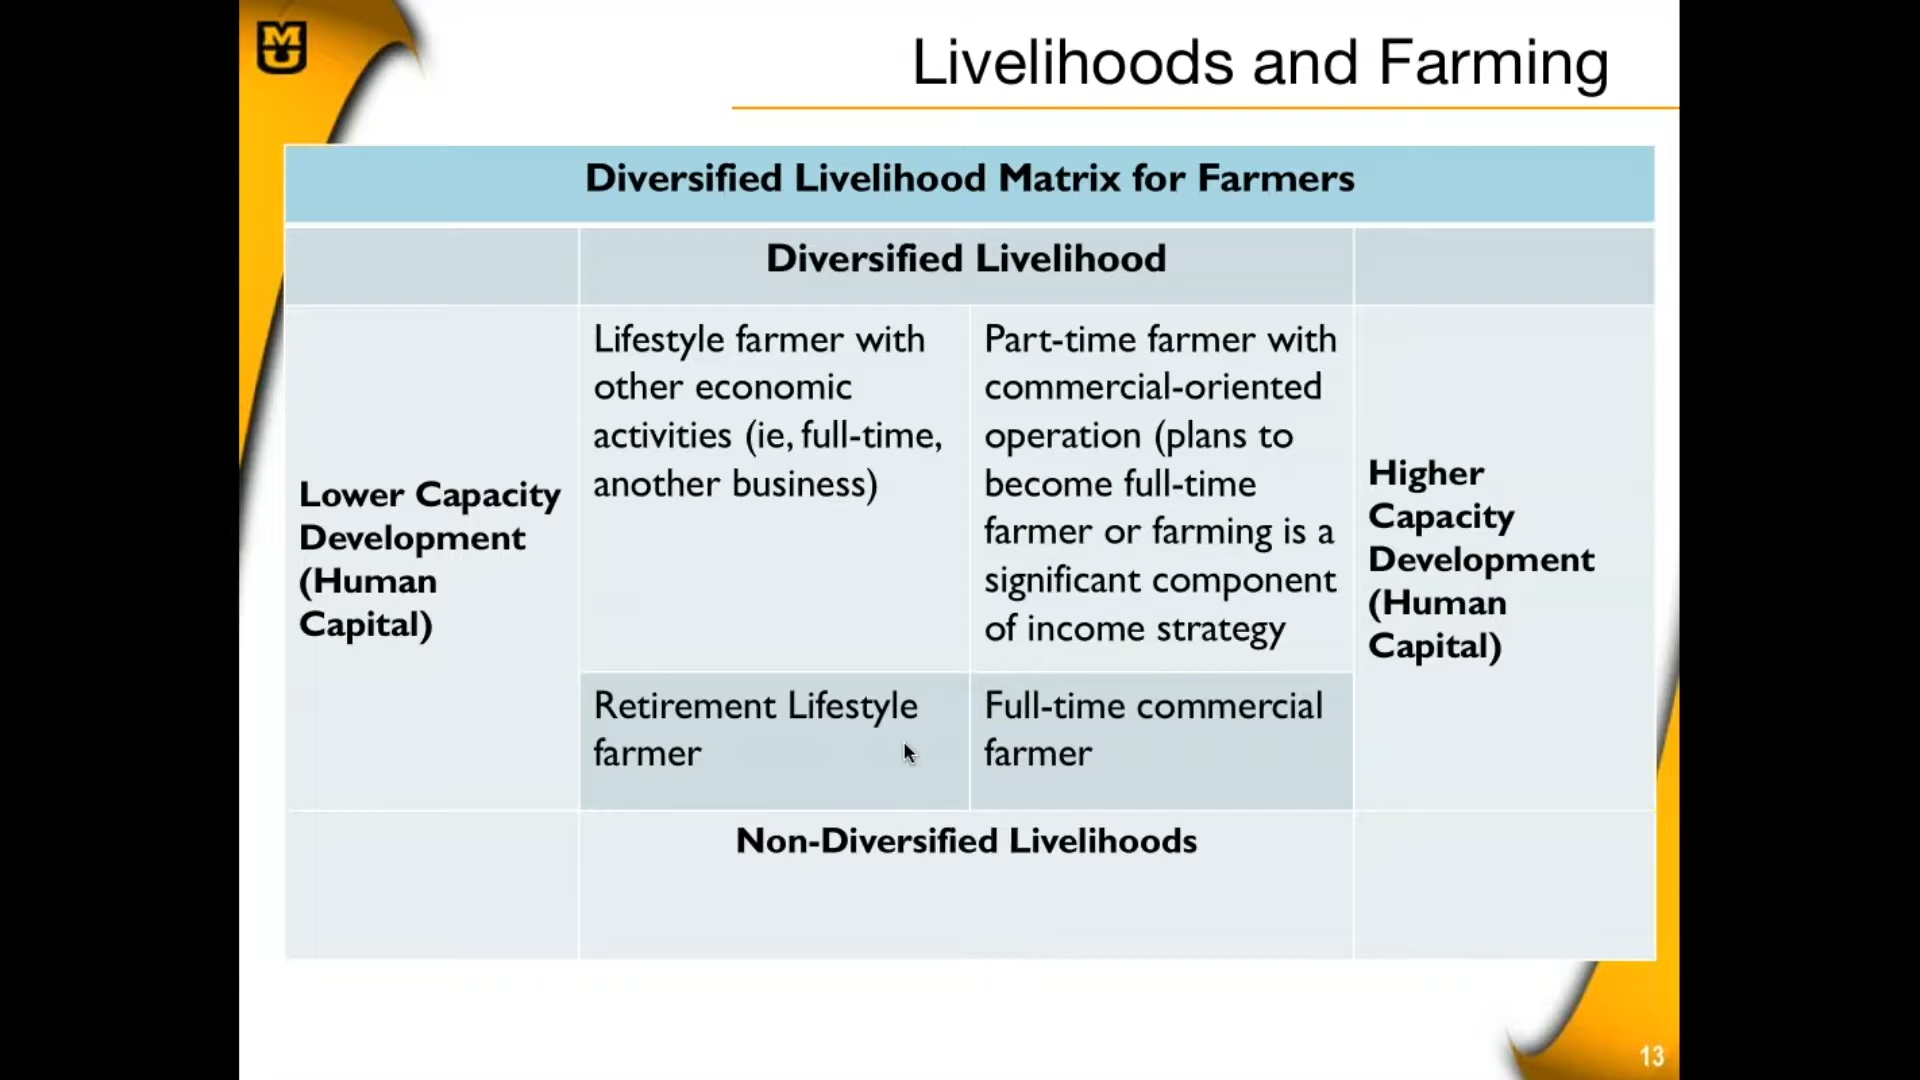 MU
Livelihoods and Farming
Diversified Livelihood Matrix for Farmers
Diversified Livelihood
Lower Capacity
Development
(Human
Capital)
Lifestyle farmer with
other economic
activities (ie, full-time,
another business)
Part-time farmer with
commercial-oriented
operation (plans to
become full-time
farmer or farming is a
significant component
of income strategy
Higher
Capacity
Development
(Human
Capital)
Retirement Lifestyle
farmer
Full-time commercial
farmer
Non-Diversified Livelihoods
13